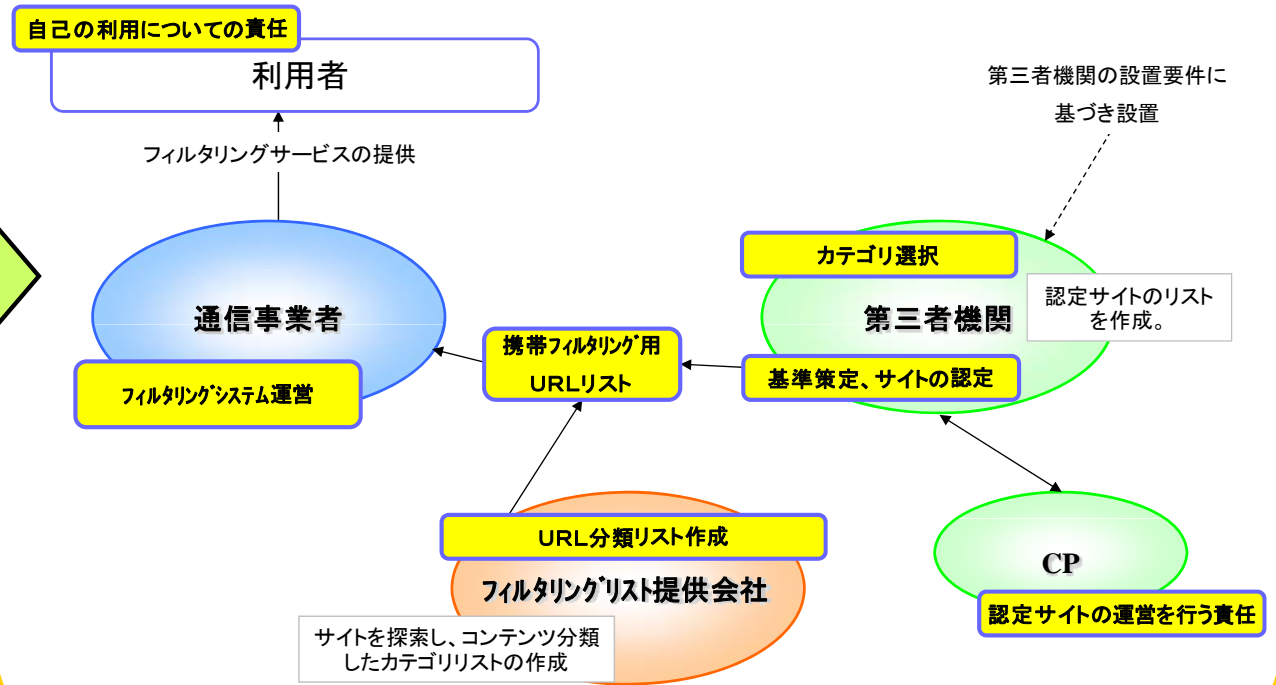 自己の利用についての責任
利用者
第三者機関の設置要件に
基づき設置
フィルタリングサービスの提供
カテゴリ選択
認定サイトのリスト
を作成。
通信事業者
第三者機関
携帯フィルタリング用
ＵＲＬリスト
基準策定、サイトの認定
フィルタリングシステム運営
ＵＲＬ分類リスト作成
CP
フィルタリングリスト提供会社
認定サイトの運営を行う責任
サイトを探索し、コンテンツ分類
したカテゴリリストの作成